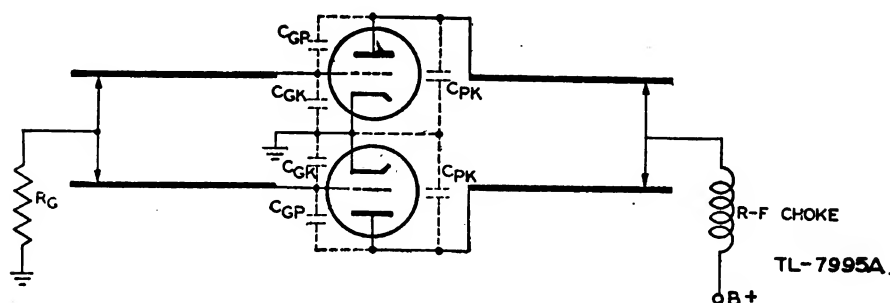 CGP
CPK
CGK
CGK
CPK
RG
CGP
R-F CHOKE
TL-7995A
B+